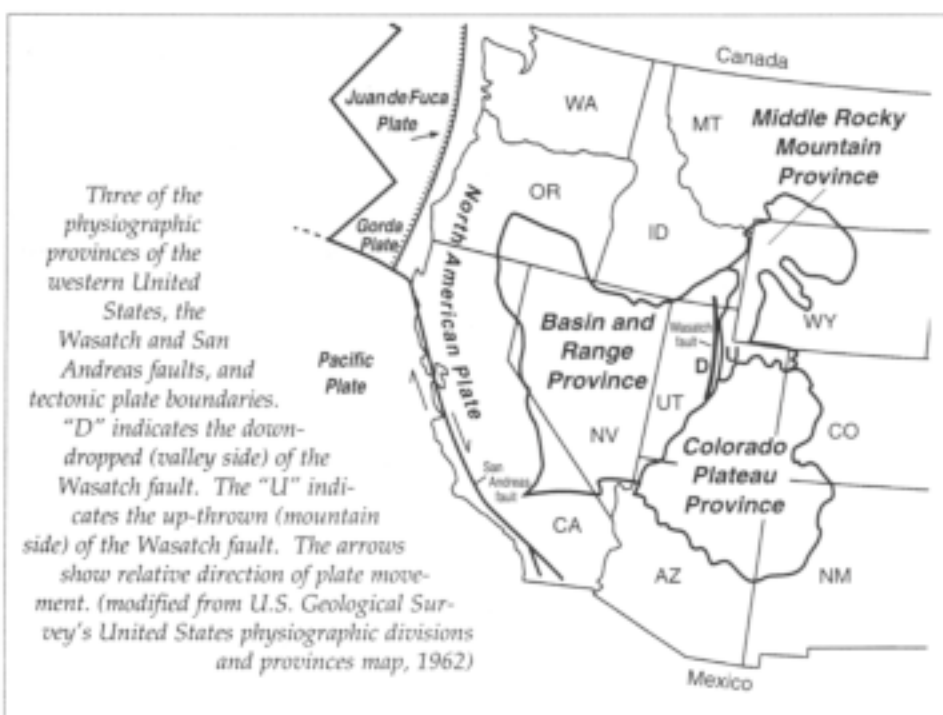 Canada
Juan de Fuca
Plate
WA
MT
Middle Rocky
Mountain
Province
Three of the
physiographic
provinces of the
western United
States, the
Wasatch and San
Andreas faults, and
tectonic plate boundaries.
"D" indicates the down-
dropped (valley side) of the
Wasatch fault. The "U" indi-
cates the up-thrown (mountain
side) of the Wasatch fault. The arrows
show relative direction of plate move-
ment. (modified from U.S. Geological Sur-
vey's United States physiographic divisions
and provinces map, 1962)
OR
ID
Gorda
Plate
North American Plate
WY
Pacific
Plate
Basin and
Range
Province
Wasatch
fault
D
U
UT
NV
CO
Colorado
Plateau
Province
San
Andreas
fault
CA
AZ
NM
Mexico